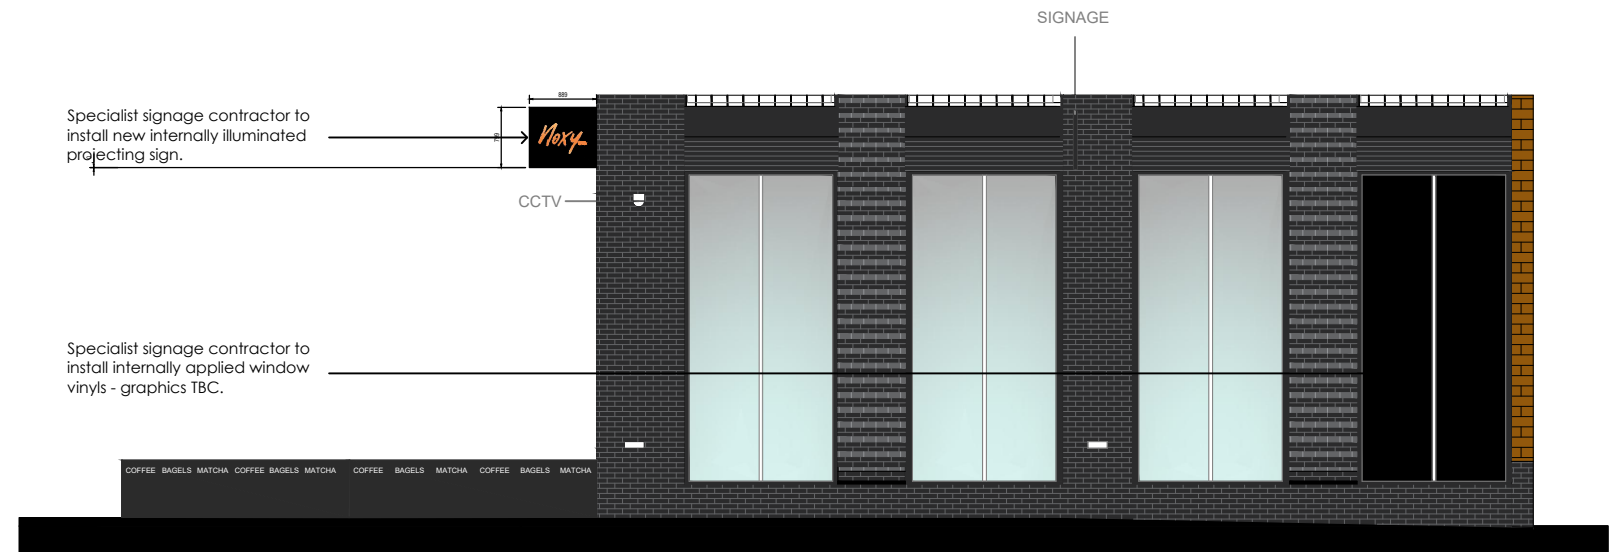 SIGNAGE
889
Specialist signage contractor to
install new internally illuminated
projecting sign.
Noxy
CCTV
Specialist signage contractor to
install internally applied window
vinyls - graphics TBC.
COFFEE BAGELS MATCHA COFFEE BAGELS MATCHA COFFEE BAGELS MATCHA COFFEE BAGELS MATCHA